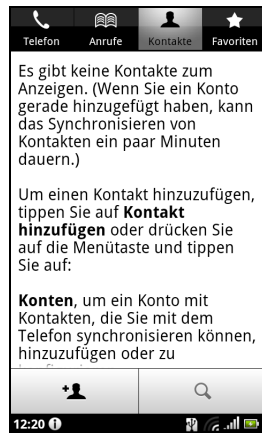 Telefon Anrufe Kontakte Favoriten
Es gibt keine Kontakte zum
Anzeigen. (Wenn Sie ein Konto
gerade hinzugefügt haben, kann
das Synchronisieren von
Kontakten ein paar Minuten
dauern.)
Um einen Kontakt hinzuzufügen,
tippen Sie auf Kontakt
hinzufügen oder drücken Sie
auf die Menütaste und tippen
Sie auf:
Konten, um ein Konto mit
Kontakten, die Sie mit dem
Telefon synchronisieren können,
hinzuzufügen oder zu
12:20